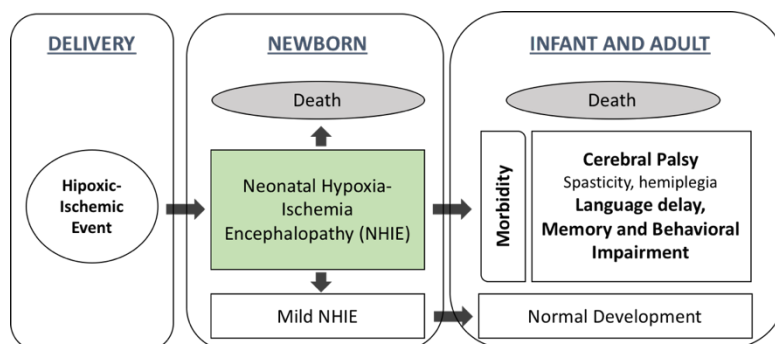 DELIVERY
Hipoxic-
Ischemic
Event
NEWBORN
Death
Neonatal Hypoxia-
Ischemia
Encephalopathy (NHIE)
Mild NHIE
INFANT AND ADULT
Death
Morbidity
Cerebral Palsy
Spasticity, hemiplegia
Language delay,
Memory and Behavioral
Impairment
Normal Development